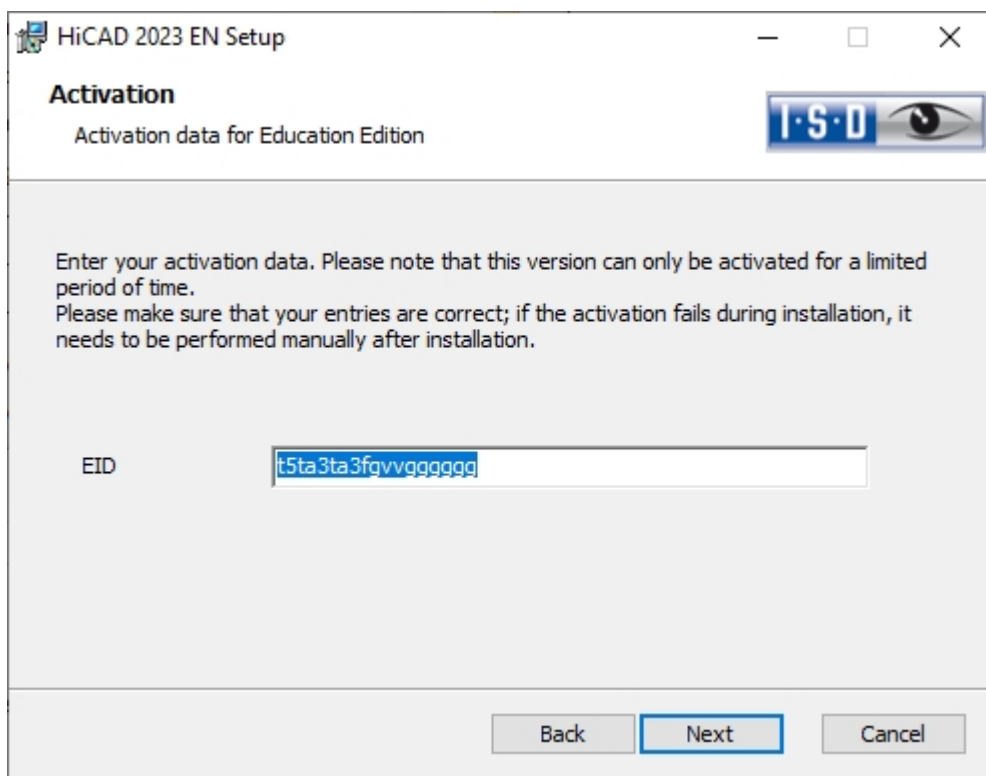 HiCAD 2023 EN Setup
Activation
Activation data for Education Edition
I·S·D
Enter your activation data. Please note that this version can only be activated for a limited
period of time.
Please make sure that your entries are correct; if the activation fails during installation, it
needs to be performed manually after installation.
EID
t5ta3ta3fgvvgggggg
Back
Next
Cancel